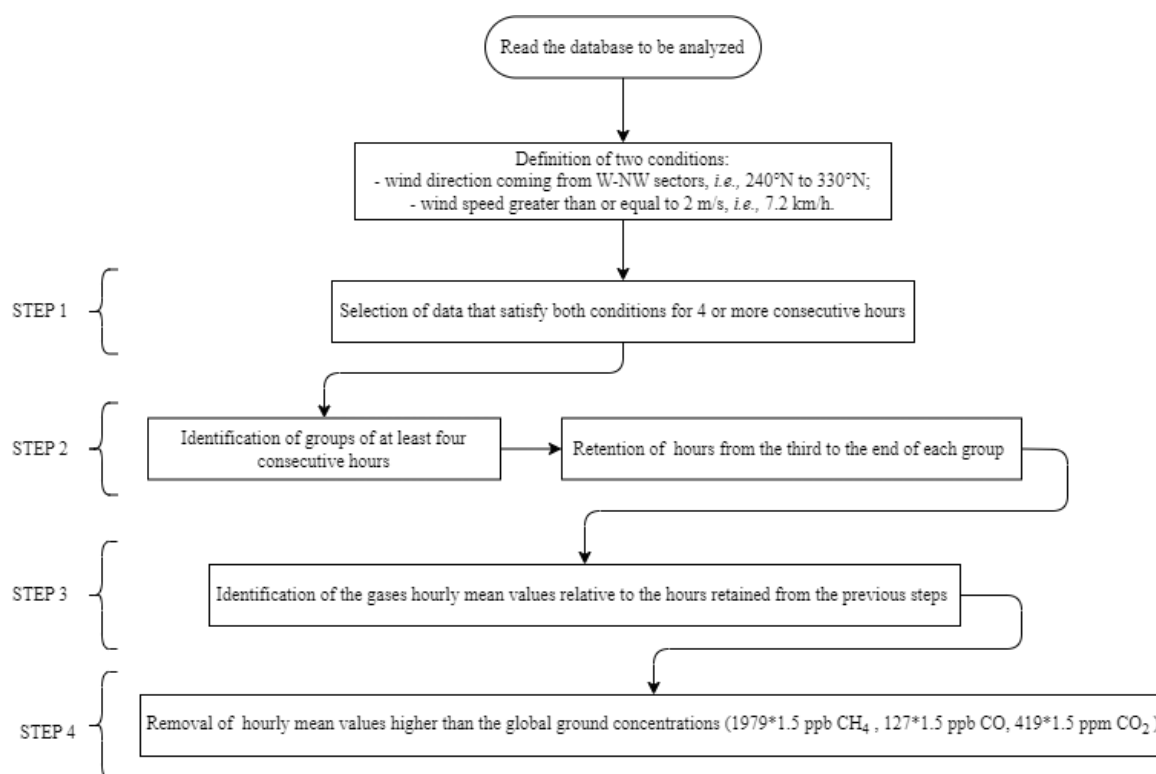 Read the database to be analyzed
Definition of two conditions:
- wind direction coming from W-NW sectors, i.e., 240°N to 330°N;
- wind speed greater than or equal to 2 m/s, i.e., 7.2 km/h.
STEP 1
Selection of data that satisfy both conditions for 4 or more consecutive hours
STEP 2
Identification of groups of at least four
consecutive hours
Retention of hours from the third to the end of each group
STEP 3
Identification of the gases hourly mean values relative to the hours retained from the previous steps
STEP 4
Removal of hourly mean values higher than the global ground concentrations (1979*1.5 ppb CH₄ , 127*1.5 ppb CO, 419*1.5 ppm CO₂ )